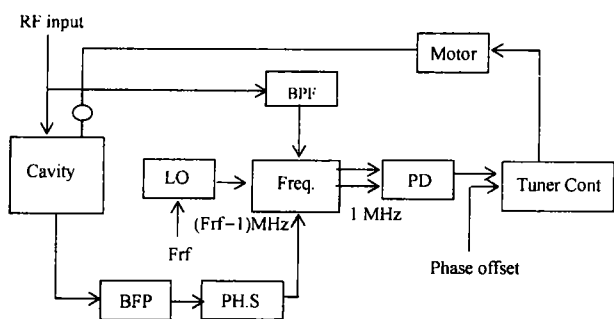 RF input
Motor
BPF
Cavity
LO
Freq.
PD
Tuner Cont
(Frf-1)MHz
1 MHz
Frf
Phase offset
BFP
PH.S